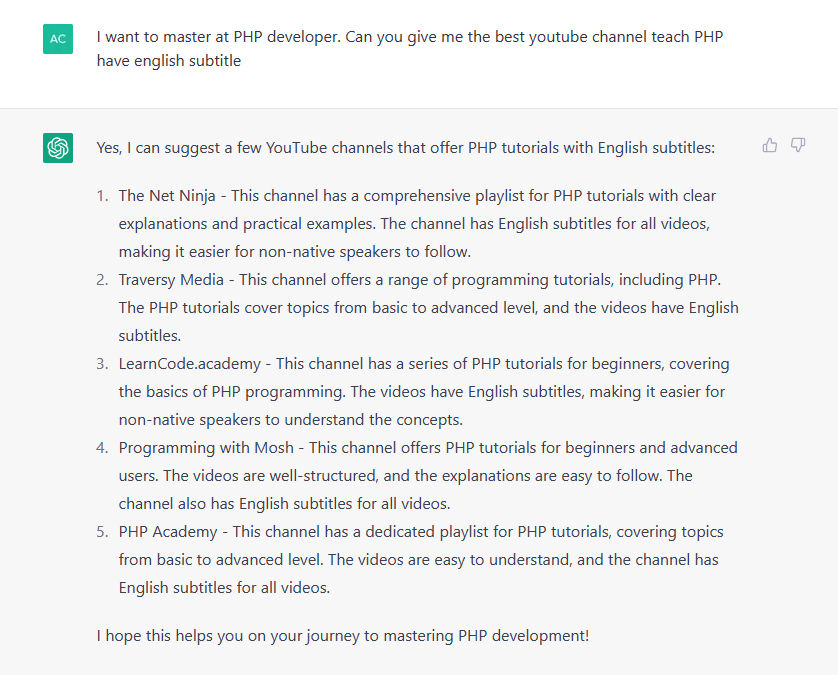 AC
I want to master at PHP developer. Can you give me the best youtube channel teach PHP
have english subtitle
Yes, I can suggest a few YouTube channels that offer PHP tutorials with English subtitles:
1. The Net Ninja - This channel has a comprehensive playlist for PHP tutorials with clear
explanations and practical examples. The channel has English subtitles for all videos,
making it easier for non-native speakers to follow.
2. Traversy Media - This channel offers a range of programming tutorials, including PHP.
The PHP tutorials cover topics from basic to advanced level, and the videos have English
subtitles.
3. LearnCode.academy - This channel has a series of PHP tutorials for beginners, covering
the basics of PHP programming. The videos have English subtitles, making it easier for
non-native speakers to understand the concepts.
4. Programming with Mosh - This channel offers PHP tutorials for beginners and advanced
users. The videos are well-structured, and the explanations are easy to follow. The
channel also has English subtitles for all videos.
5. PHP Academy - This channel has a dedicated playlist for PHP tutorials, covering topics
from basic to advanced level. The videos are easy to understand, and the channel has
English subtitles for all videos.
I hope this helps you on your journey to mastering PHP development!